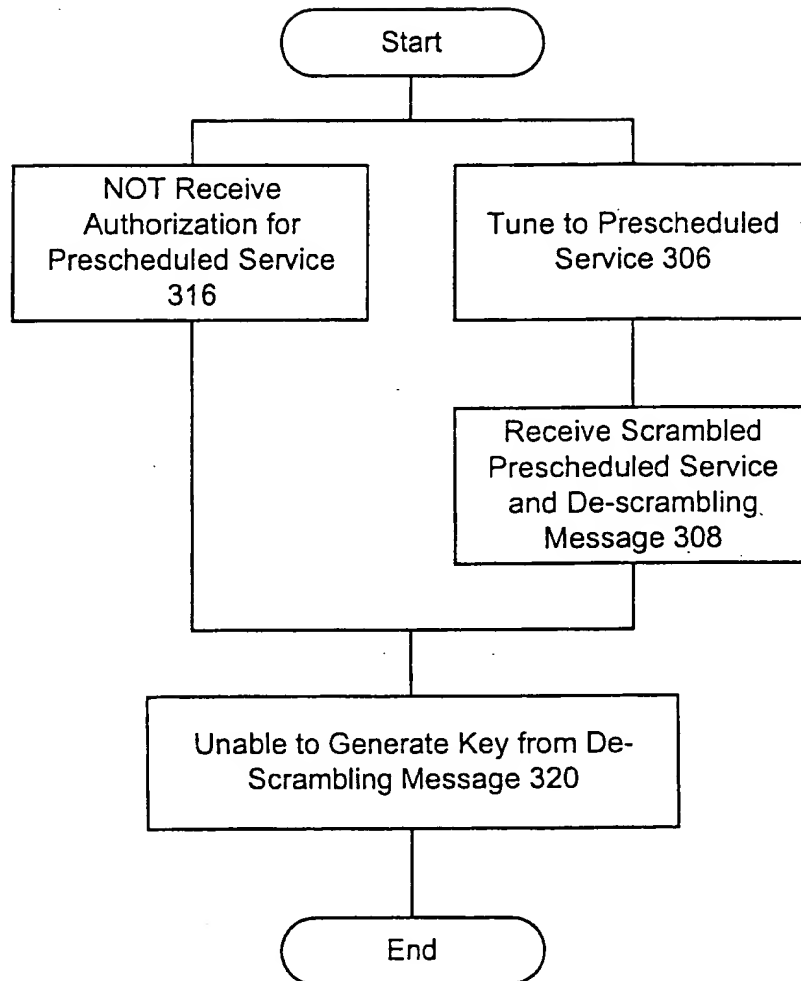 Start
NOT Receive
Authorization for
Prescheduled Service
316
Tune to Prescheduled
Service 306
Receive Scrambled
Prescheduled Service
and De-scrambling
Message 308
Unable to Generate Key from De-
Scrambling Message 320
End